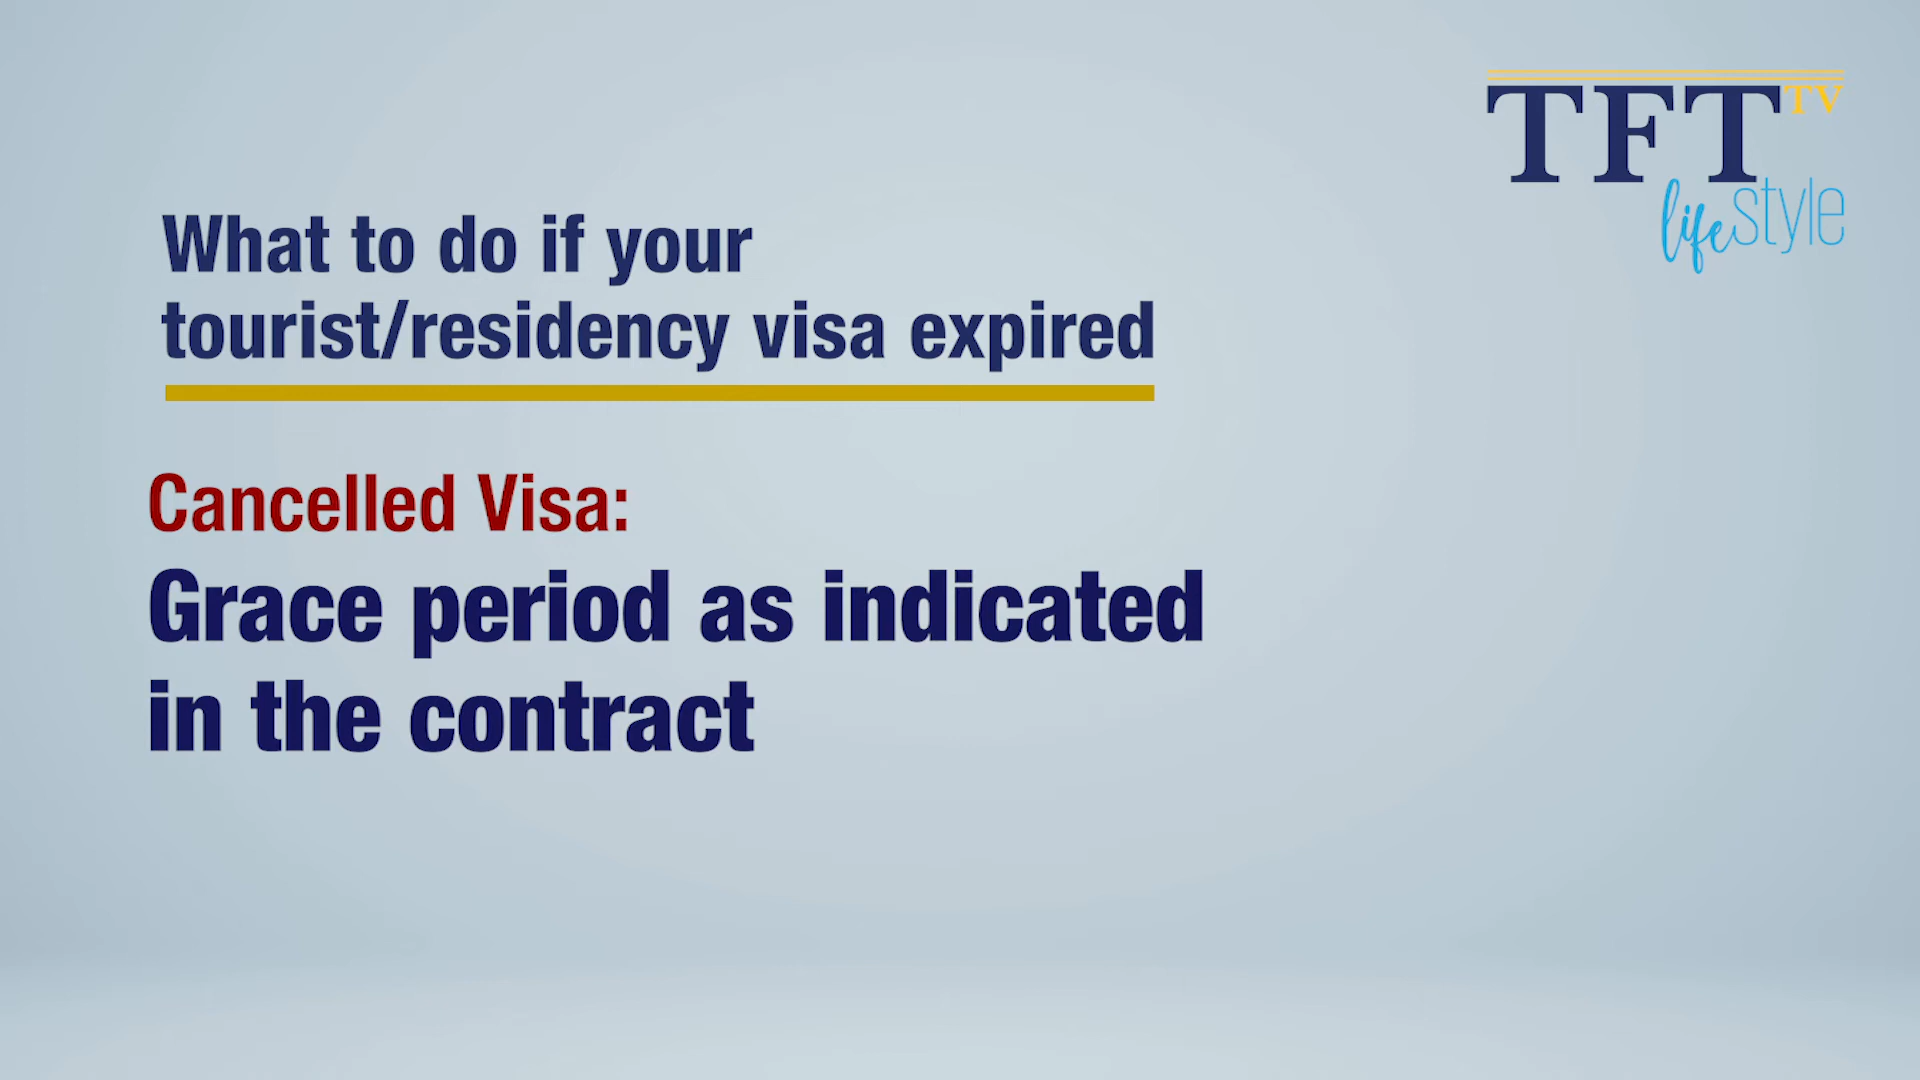 TFT TV
lifestyle
What to do if your
tourist/residency visa expired
Cancelled Visa:
Grace period as indicated
in the contract